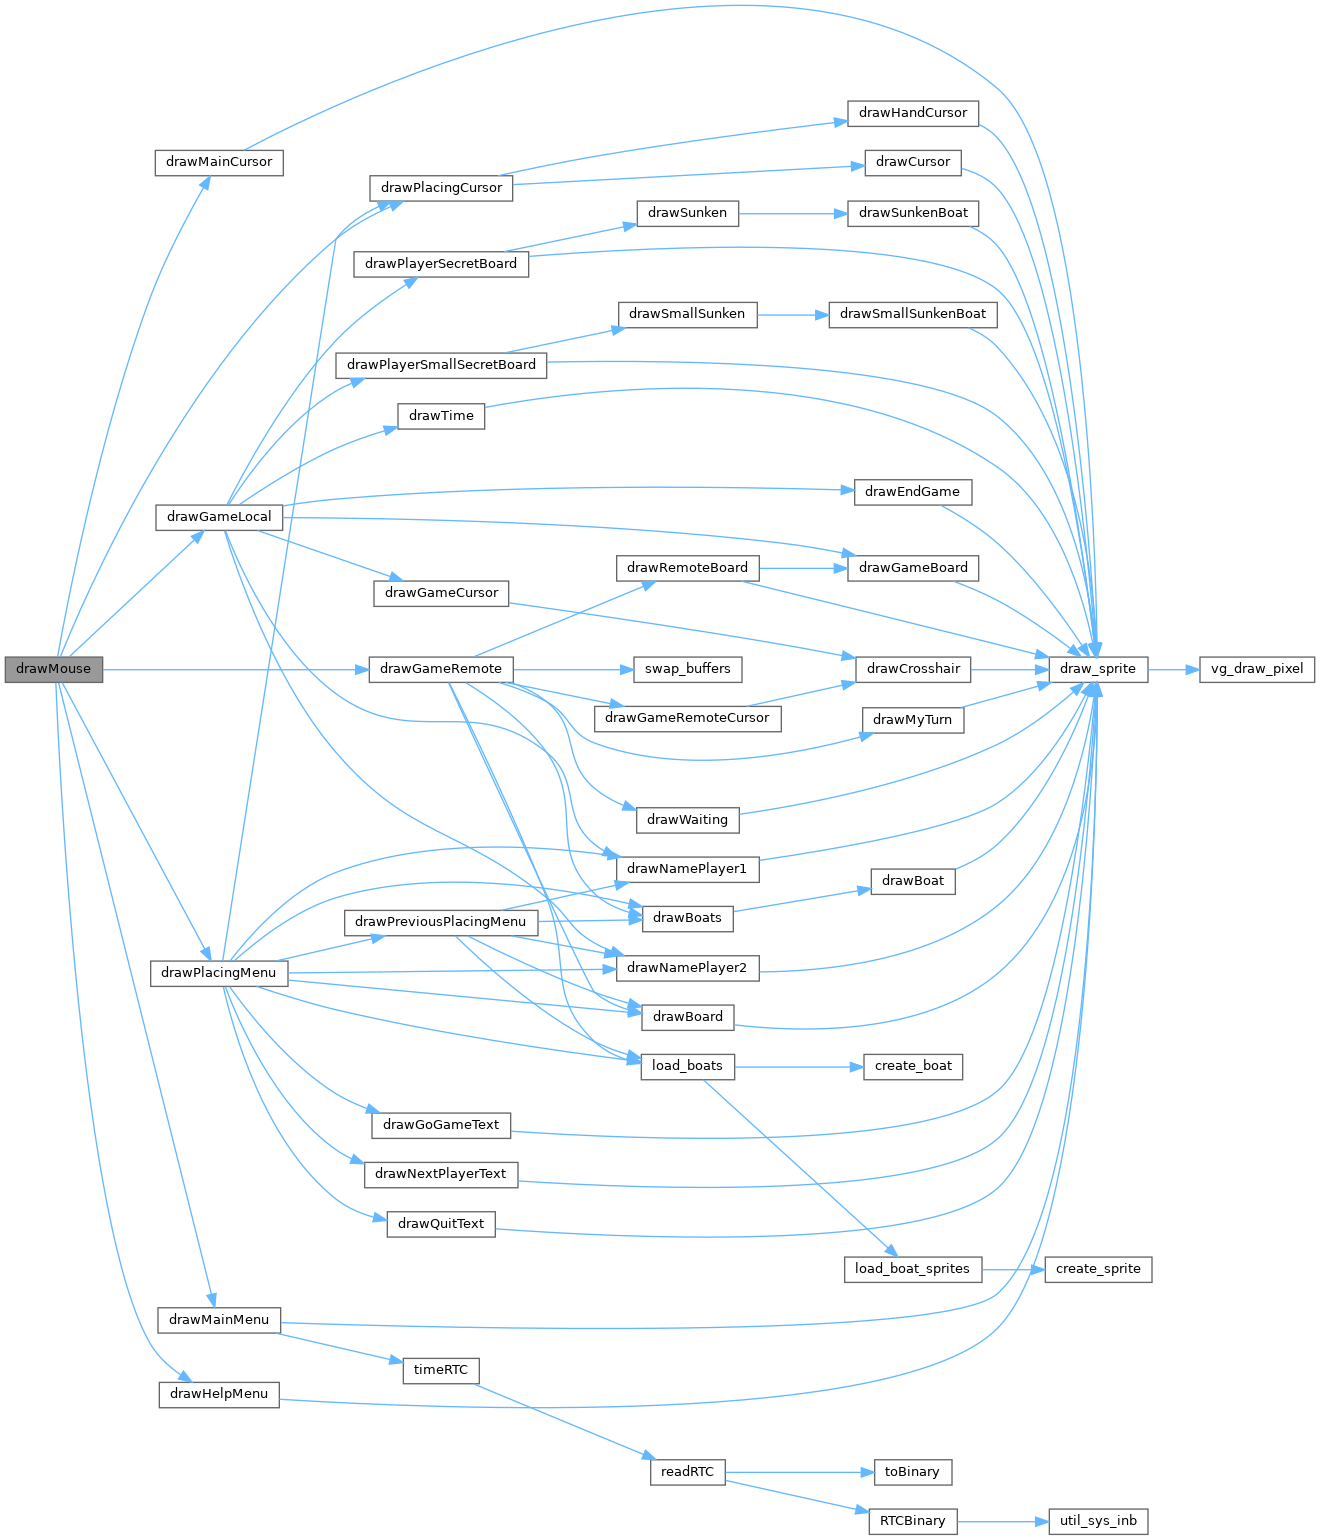 drawHandCursor
drawMainCursor
drawCursor
drawPlacingCursor
drawSunken
drawSunkenBoat
drawPlayerSecretBoard
drawSmallSunken
drawSmallSunkenBoat
drawPlayerSmallSecretBoard
drawTime
drawEndGame
drawGameLocal
drawRemoteBoard
drawGameBoard
drawGameCursor
drawMouse
drawGameRemote
swap_buffers
drawCrosshair
draw_sprite
vg_draw_pixel
drawGameRemoteCursor
drawMyTurn
drawWaiting
drawNamePlayer1
drawBoat
drawPreviousPlacingMenu
drawBoats
drawPlacingMenu
drawNamePlayer2
drawBoard
load_boats
create_boat
drawGoGameText
drawNextPlayerText
drawQuitText
load_boat_sprites
create_sprite
drawMainMenu
timeRTC
drawHelpMenu
readRTC
toBinary
RTCBinary
util_sys_inb